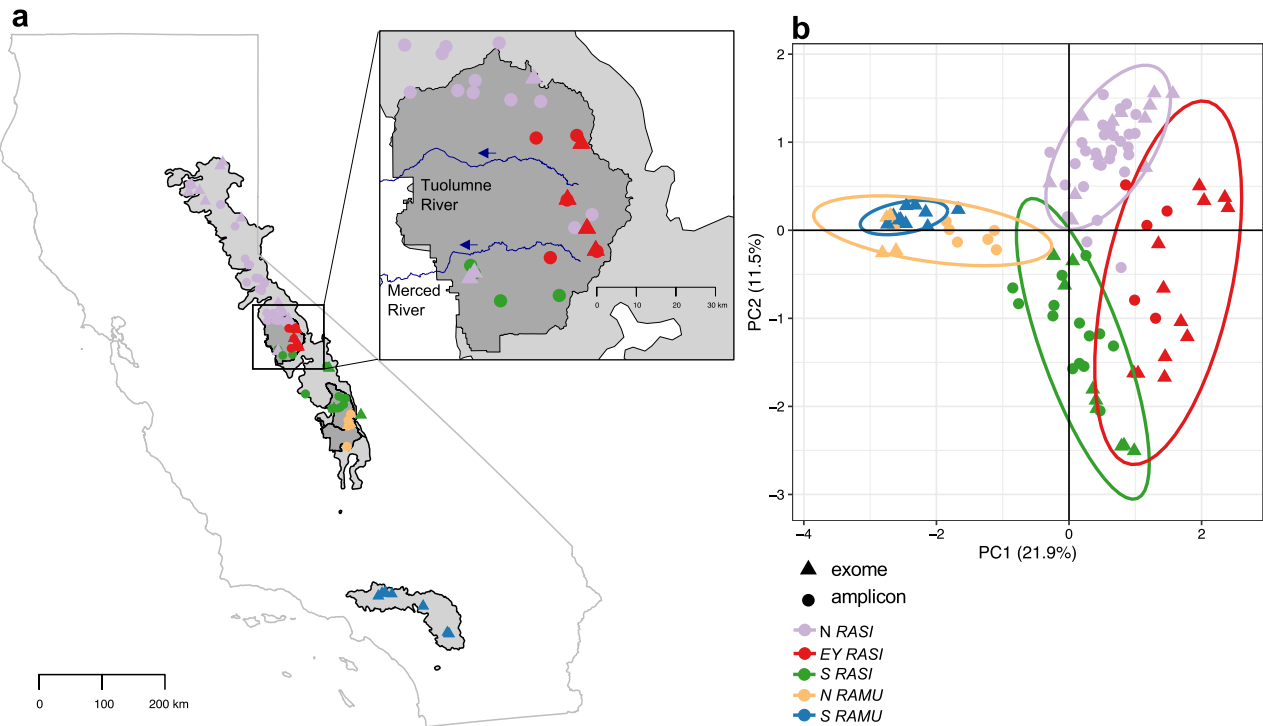 a
Tuolumne
River
Merced
River
0 10 20 30 km
0 100 200 km
b
2
1
0
−1
−2
−3
−4 −2 0 2
PC2 (11.5%)
PC1 (21.9%)
exome
amplicon
N RASI
EY RASI
S RASI
N RAMU
S RAMU